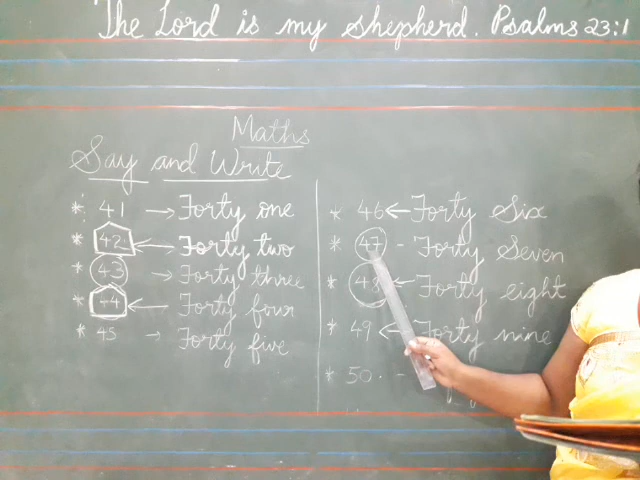 The Lord is my shepherd. Psalms 23:1
Maths
Say and Write
* 41 → Forty one
* 42 ← Forty two
* 43 → Forty three
* 44 ← Forty four
* 45 → Forty five
* 46 ← Forty Six
* 47 - Forty Seven
* 48 ← Forty eight
* 49 ← Forty nine
* 50. -